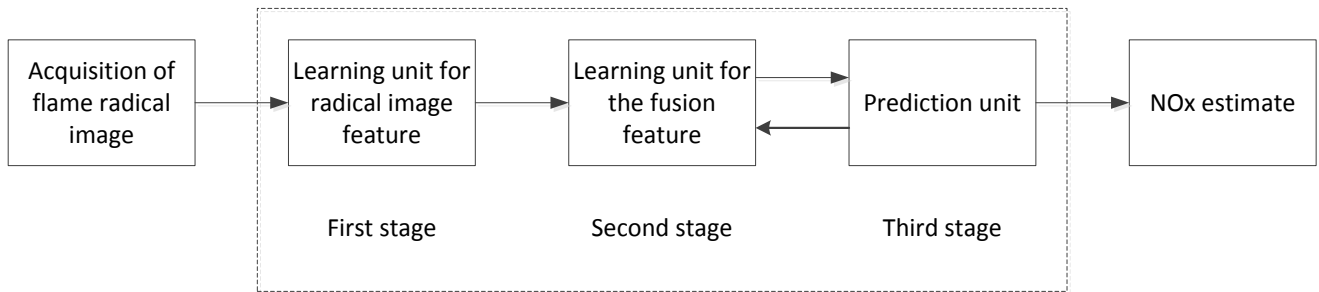 Acquisition of
flame radical
image
Learning unit for
radical image
feature
Learning unit for
the fusion
feature
Prediction unit
NOx estimate
First stage
Second stage
Third stage